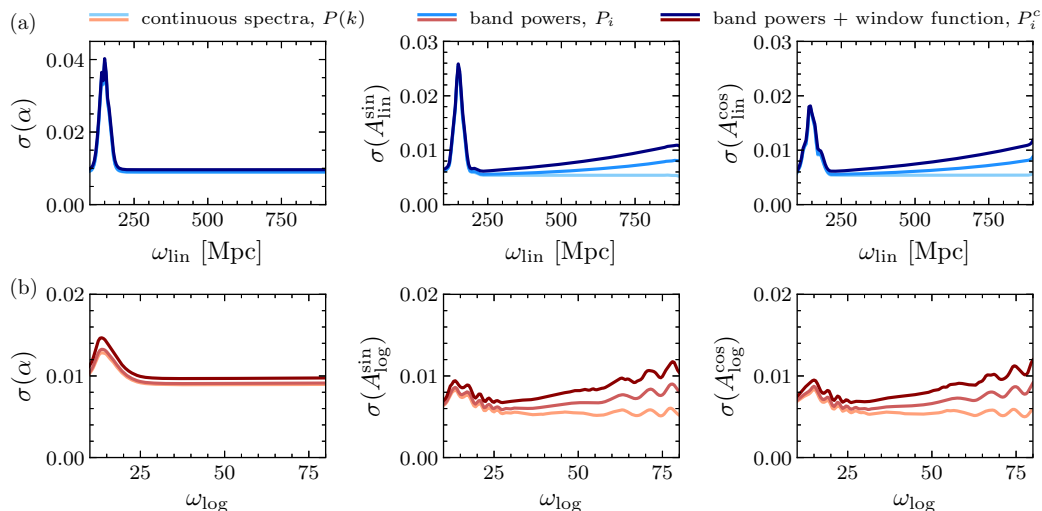 (a) continuous spectra, P(k) band powers, P_i band powers + window function, P_i^c
0.04
0.02
0.00
σ(α)
250 500 750
ω_lin [Mpc]
0.03
0.02
0.01
0.00
σ(A_lin^sin)
250 500 750
ω_lin [Mpc]
0.03
0.02
0.01
0.00
σ(A_lin^cos)
250 500 750
ω_lin [Mpc]
(b)
0.02
0.01
0.00
σ(α)
25 50 75
ω_log
0.02
0.01
0.00
σ(A_log^sin)
25 50 75
ω_log
0.02
0.01
0.00
σ(A_log^cos)
25 50 75
ω_log